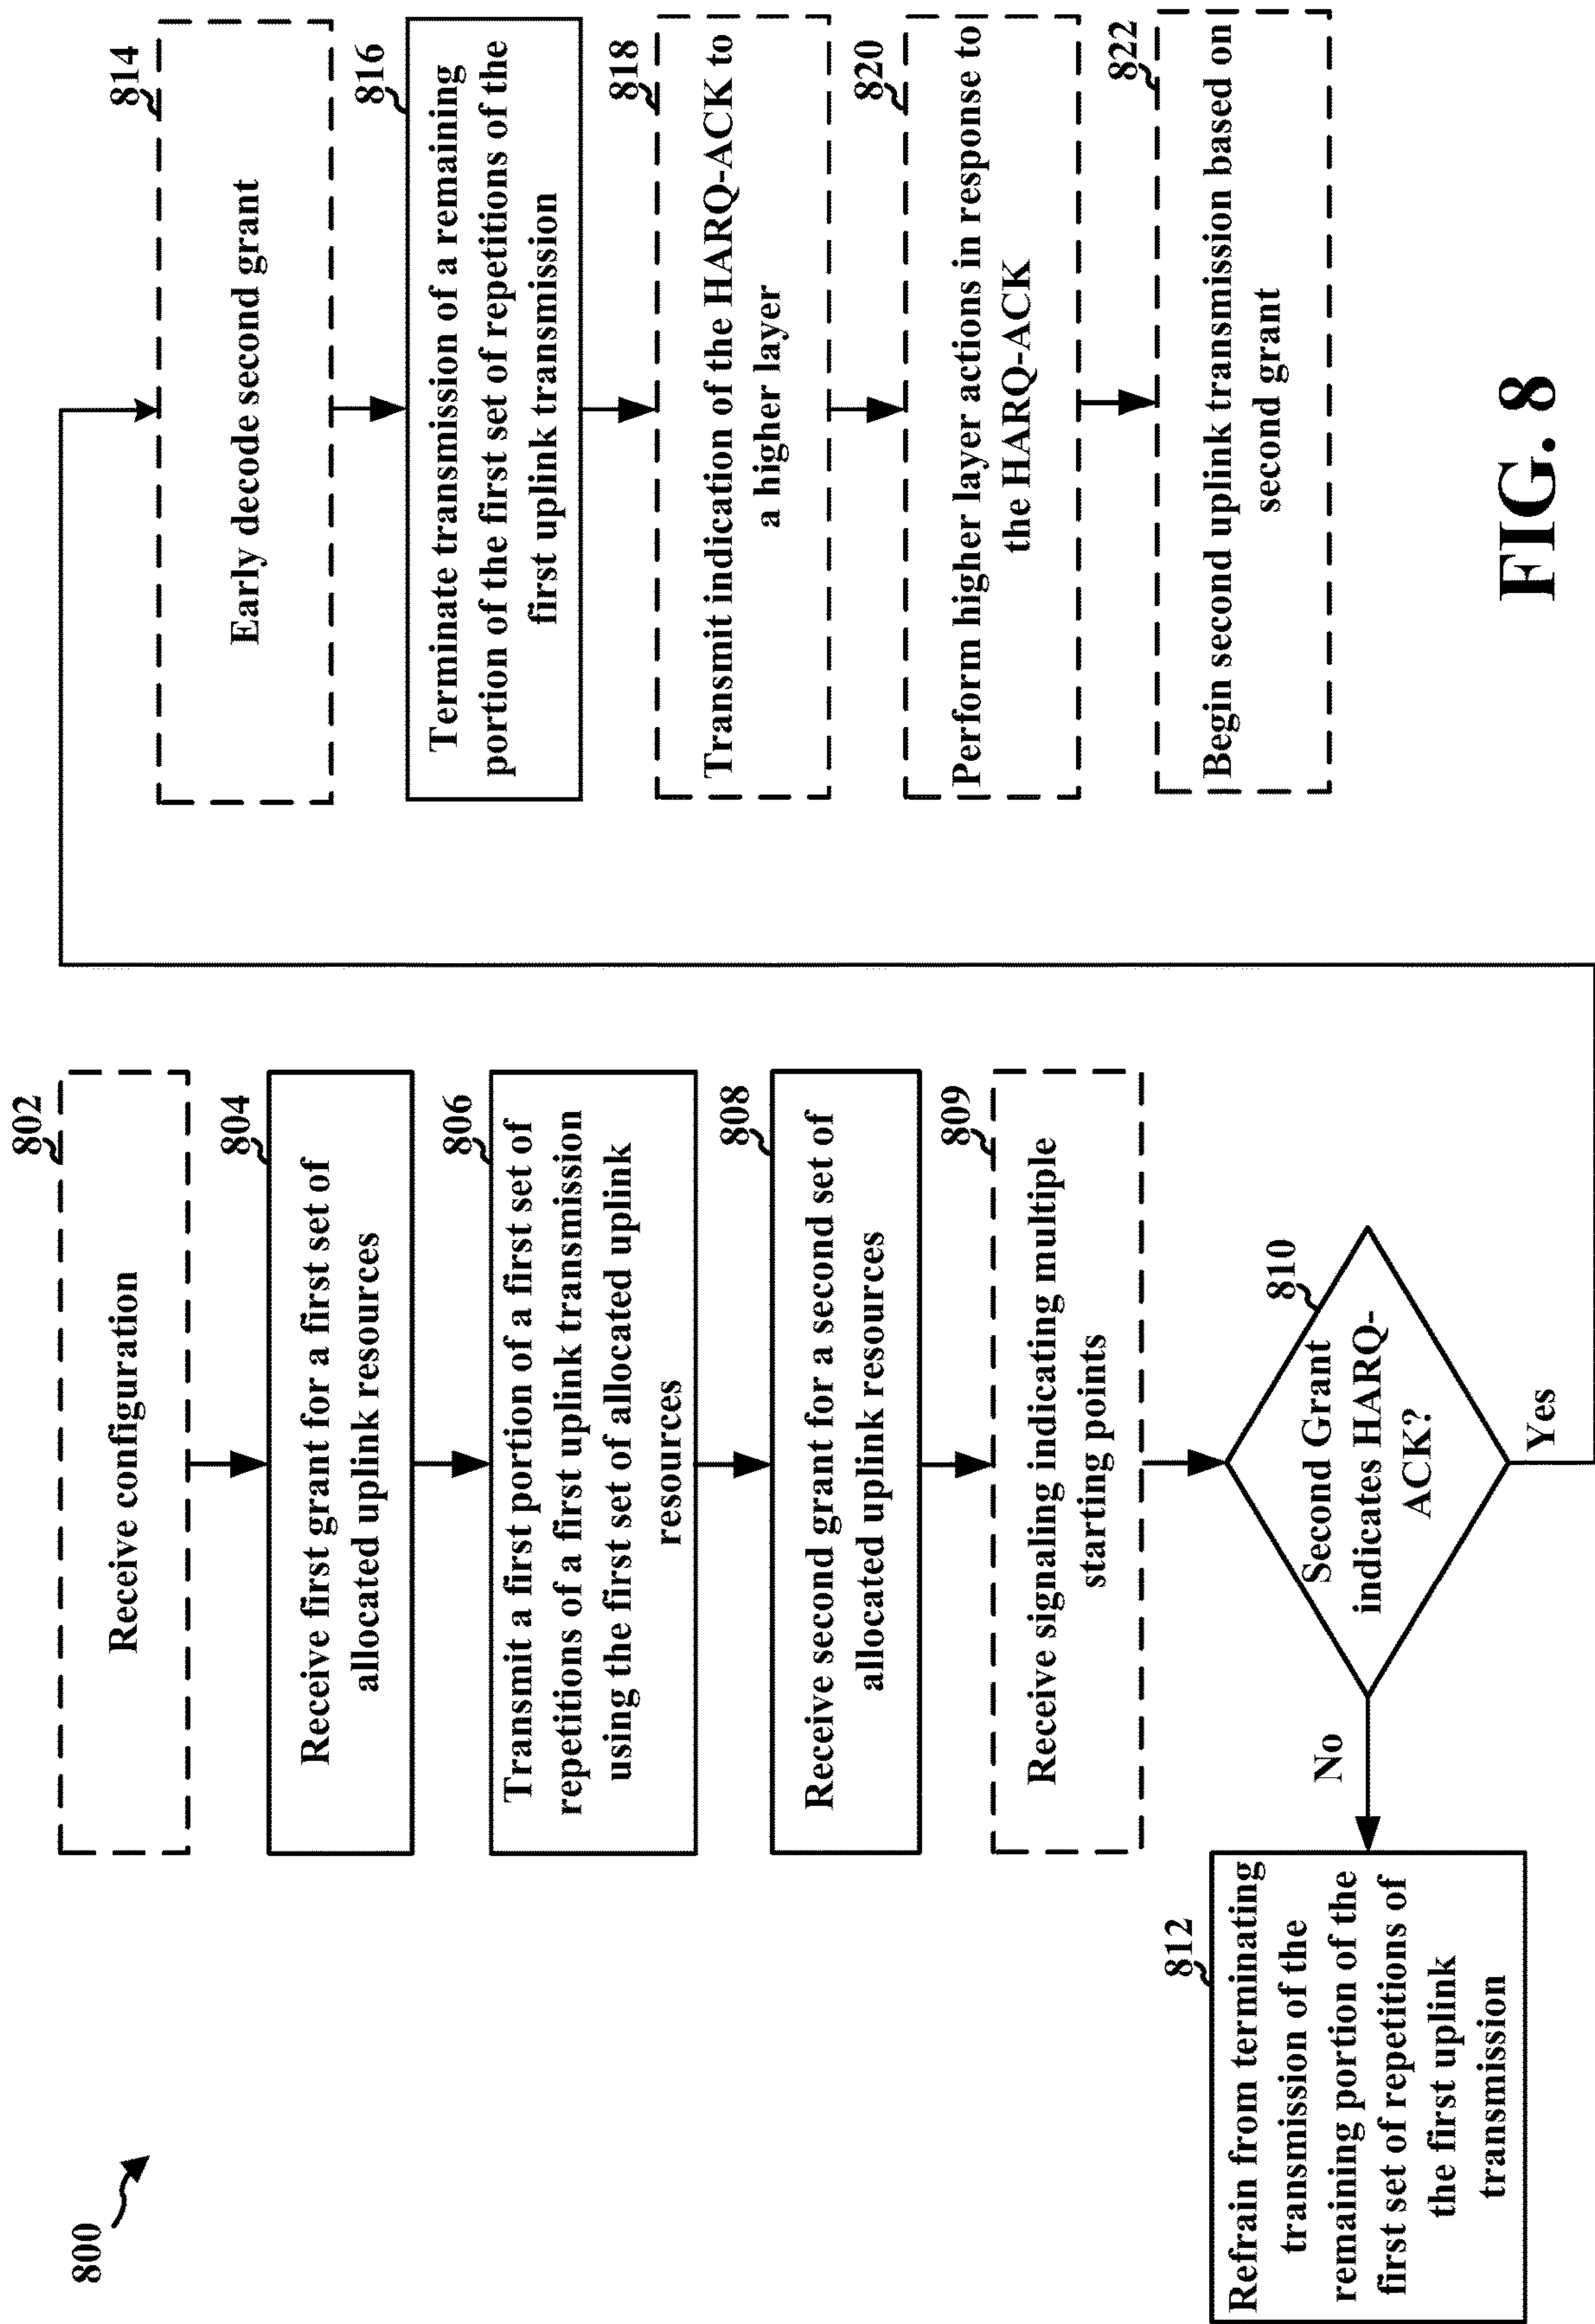 800
802
Receive configuration
804
Receive first grant for a first set of
allocated uplink resources
806
Transmit a first portion of a first set of
repetitions of a first uplink transmission
using the first set of allocated uplink
resources
808
Receive second grant for a second set of
allocated uplink resources
809
Receive signaling indicating multiple
starting points
810
Second Grant
indicates HARQ-
ACK?
No
Yes
812
Refrain from terminating
transmission of the
remaining portion of the
first set of repetitions of
the first uplink
transmission
814
Early decode second grant
816
Terminate transmission of a remaining
portion of the first set of repetitions of the
first uplink transmission
818
Transmit indication of the HARQ-ACK to
a higher layer
820
Perform higher layer actions in response to
the HARQ-ACK
822
Begin second uplink transmission based on
second grant
FIG. 8